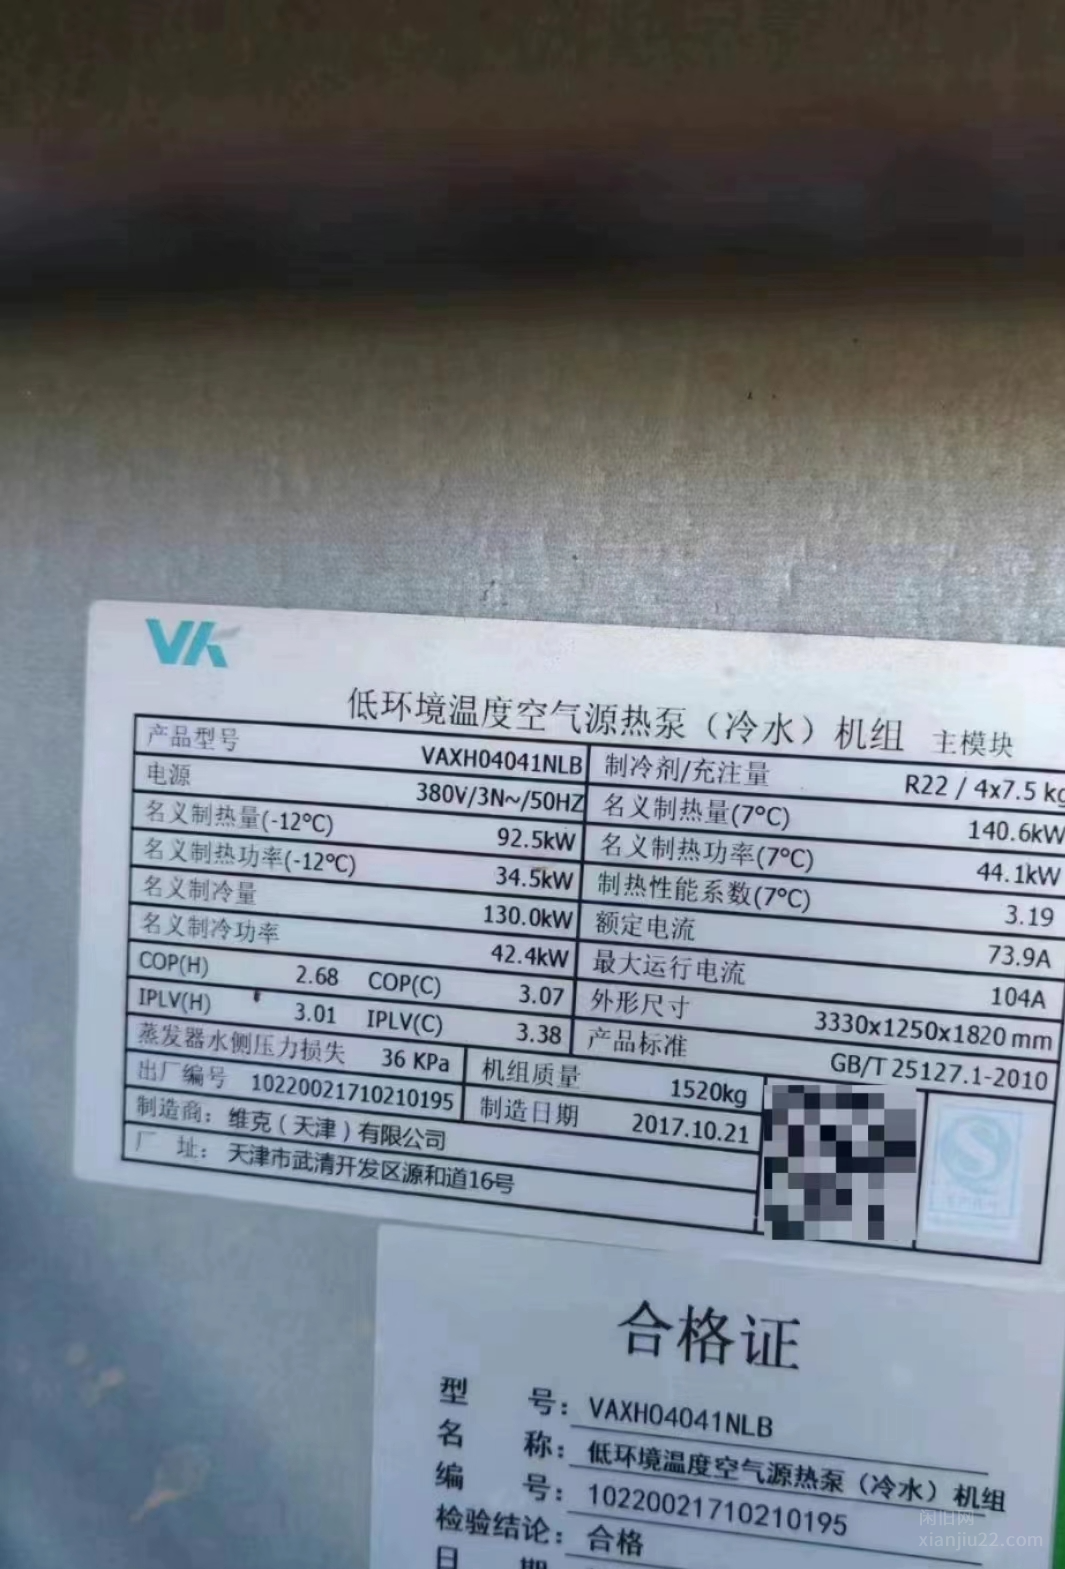 VK
低环境温度空气源热泵（冷水）机组 主模块
产品型号 VAXH04041NLB 制冷剂/充注量 R22 / 4x7.5 kg
电源 380V/3N~/50HZ 名义制热量(7℃) 140.6kW
名义制热量(-12℃) 92.5kW 名义制热功率(7℃) 44.1kW
名义制热功率(-12℃) 34.5kW 制热性能系数(7℃) 3.19
名义制冷量 130.0kW 额定电流 73.9A
名义制冷功率 42.4kW 最大运行电流 104A
COP(H) 2.68 COP(C) 3.07 外形尺寸 3330x1250x1820 mm
IPLV(H) 3.01 IPLV(C) 3.38 产品标准 GB/T 25127.1-2010
蒸发器水侧压力损失 36 KPa 机组质量 1520kg
出厂编号 10220021710210195 制造日期 2017.10.21
制造商：维克（天津）有限公司
厂 址：天津市武清开发区源和道16号
合格证
型 号：VAXH04041NLB
名 称：低环境温度空气源热泵（冷水）机组
编 号：10220021710210195
检验结论：合格
日 期
闲旧网
xianjiu22.com